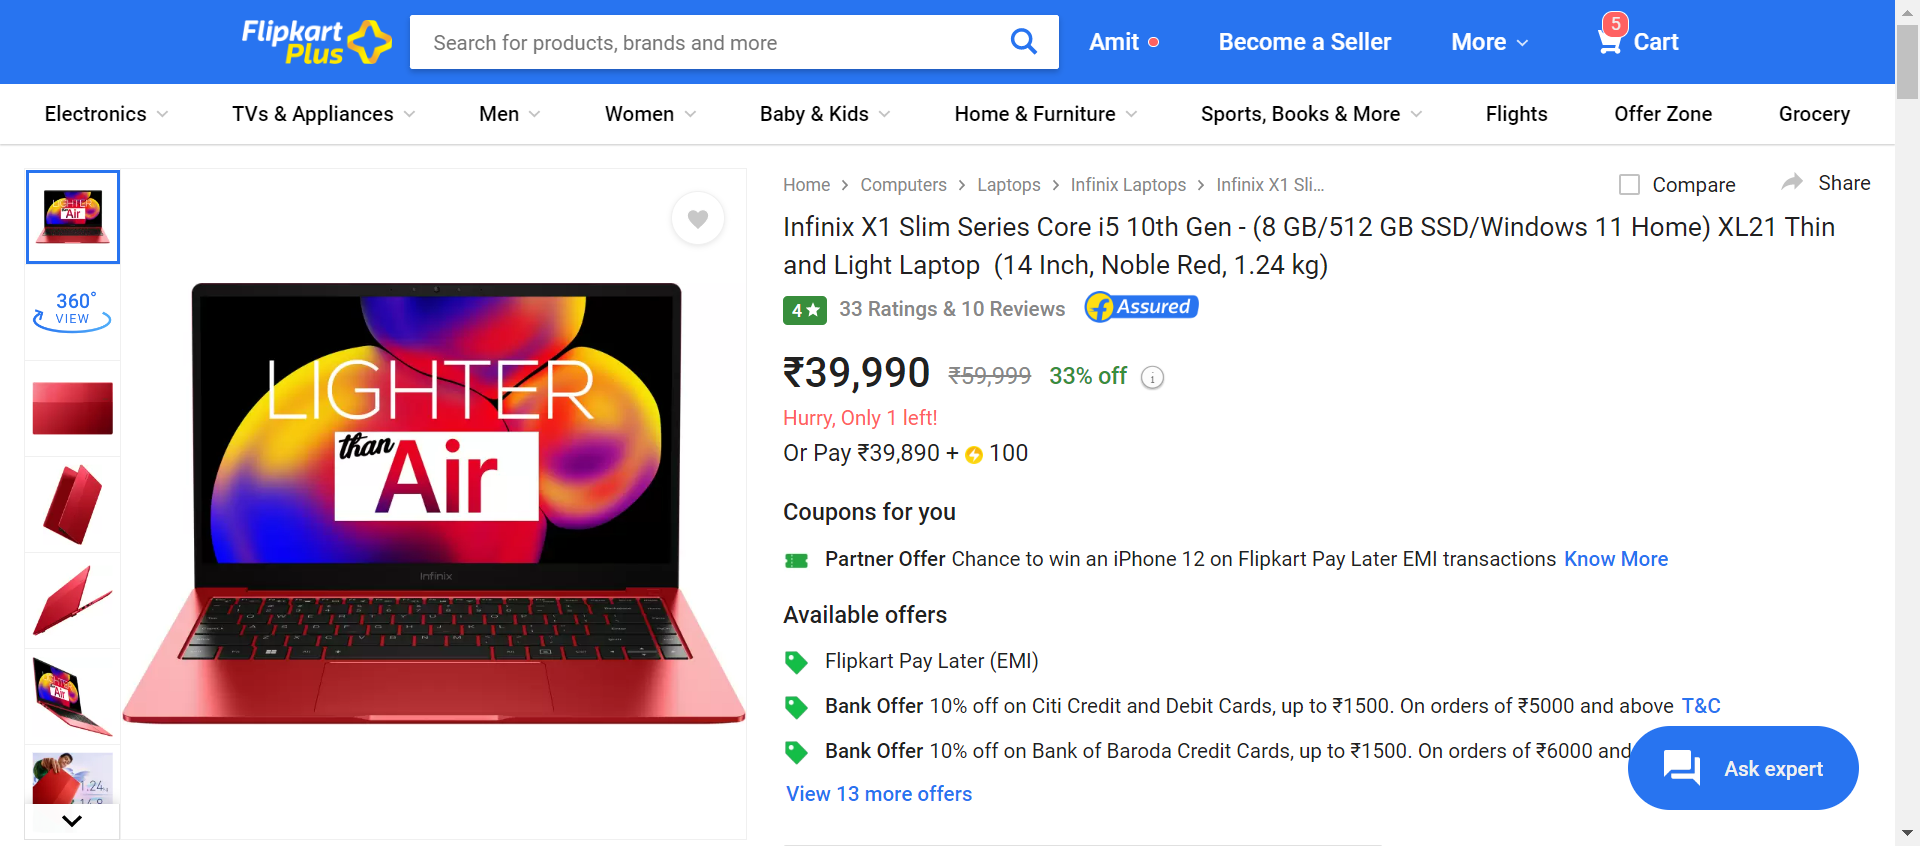 Flipkart
Plus
Search for products, brands and more
Amit
Become a Seller
More
5
Cart
Electronics
TVs & Appliances
Men
Women
Baby & Kids
Home & Furniture
Sports, Books & More
Flights
Offer Zone
Grocery
Home > Computers > Laptops > Infinix Laptops > Infinix X1 Sli...
Compare
Share
Infinix X1 Slim Series Core i5 10th Gen - (8 GB/512 GB SSD/Windows 11 Home) XL21 Thin
and Light Laptop (14 Inch, Noble Red, 1.24 kg)
4★
33 Ratings & 10 Reviews
Assured
₹39,990 ₹59,999 33% off
Hurry, Only 1 left!
Or Pay ₹39,890 + 100
Coupons for you
Partner Offer Chance to win an iPhone 12 on Flipkart Pay Later EMI transactions Know More
Available offers
Flipkart Pay Later (EMI)
Bank Offer 10% off on Citi Credit and Debit Cards, up to ₹1500. On orders of ₹5000 and above T&C
Bank Offer 10% off on Bank of Baroda Credit Cards, up to ₹1500. On orders of ₹6000 and
View 13 more offers
Ask expert
360°
VIEW
LIGHTER
than
Air
Infinix
LIGHTER
Air
Air
1.24